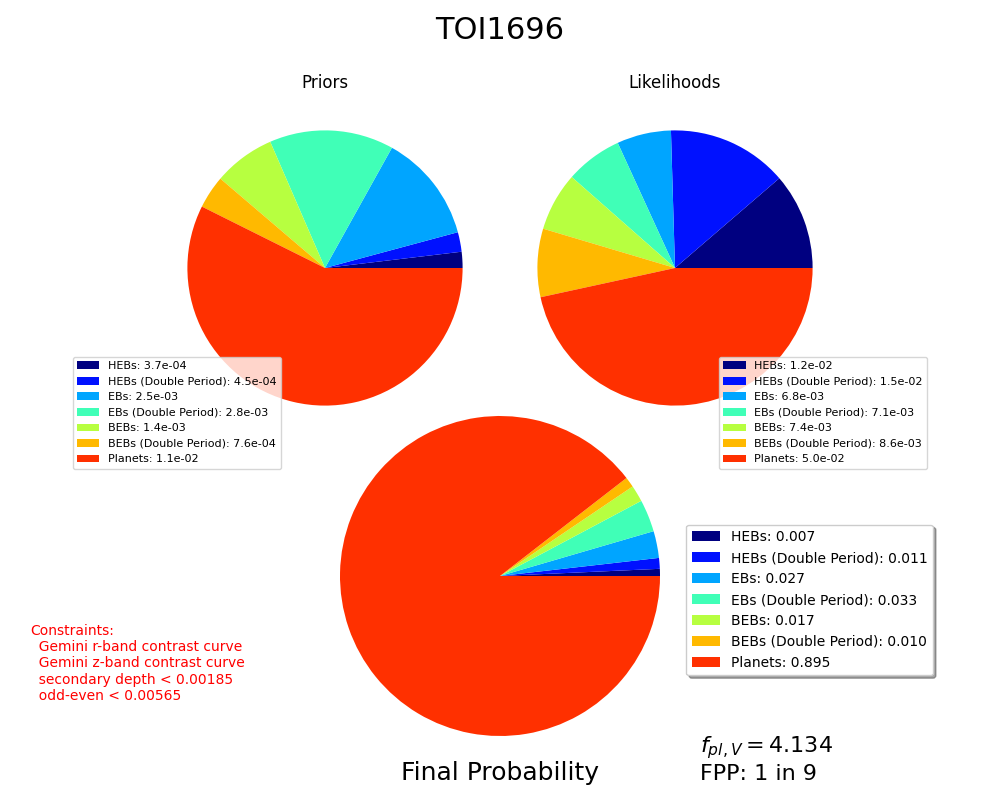 TOI1696
Priors
Likelihoods
HEBs: 3.7e-04
HEBs (Double Period): 4.5e-04
EBs: 2.5e-03
EBs (Double Period): 2.8e-03
BEBs: 1.4e-03
BEBs (Double Period): 7.6e-04
Planets: 1.1e-02
HEBs: 1.2e-02
HEBs (Double Period): 1.5e-02
EBs: 6.8e-03
EBs (Double Period): 7.1e-03
BEBs: 7.4e-03
BEBs (Double Period): 8.6e-03
Planets: 5.0e-02
HEBs: 0.007
HEBs (Double Period): 0.011
EBs: 0.027
EBs (Double Period): 0.033
BEBs: 0.017
BEBs (Double Period): 0.010
Planets: 0.895
Constraints:
Gemini r-band contrast curve
Gemini z-band contrast curve
secondary depth < 0.00185
odd-even < 0.00565
Final Probability
f_{pl, V} = 4.134
FPP: 1 in 9